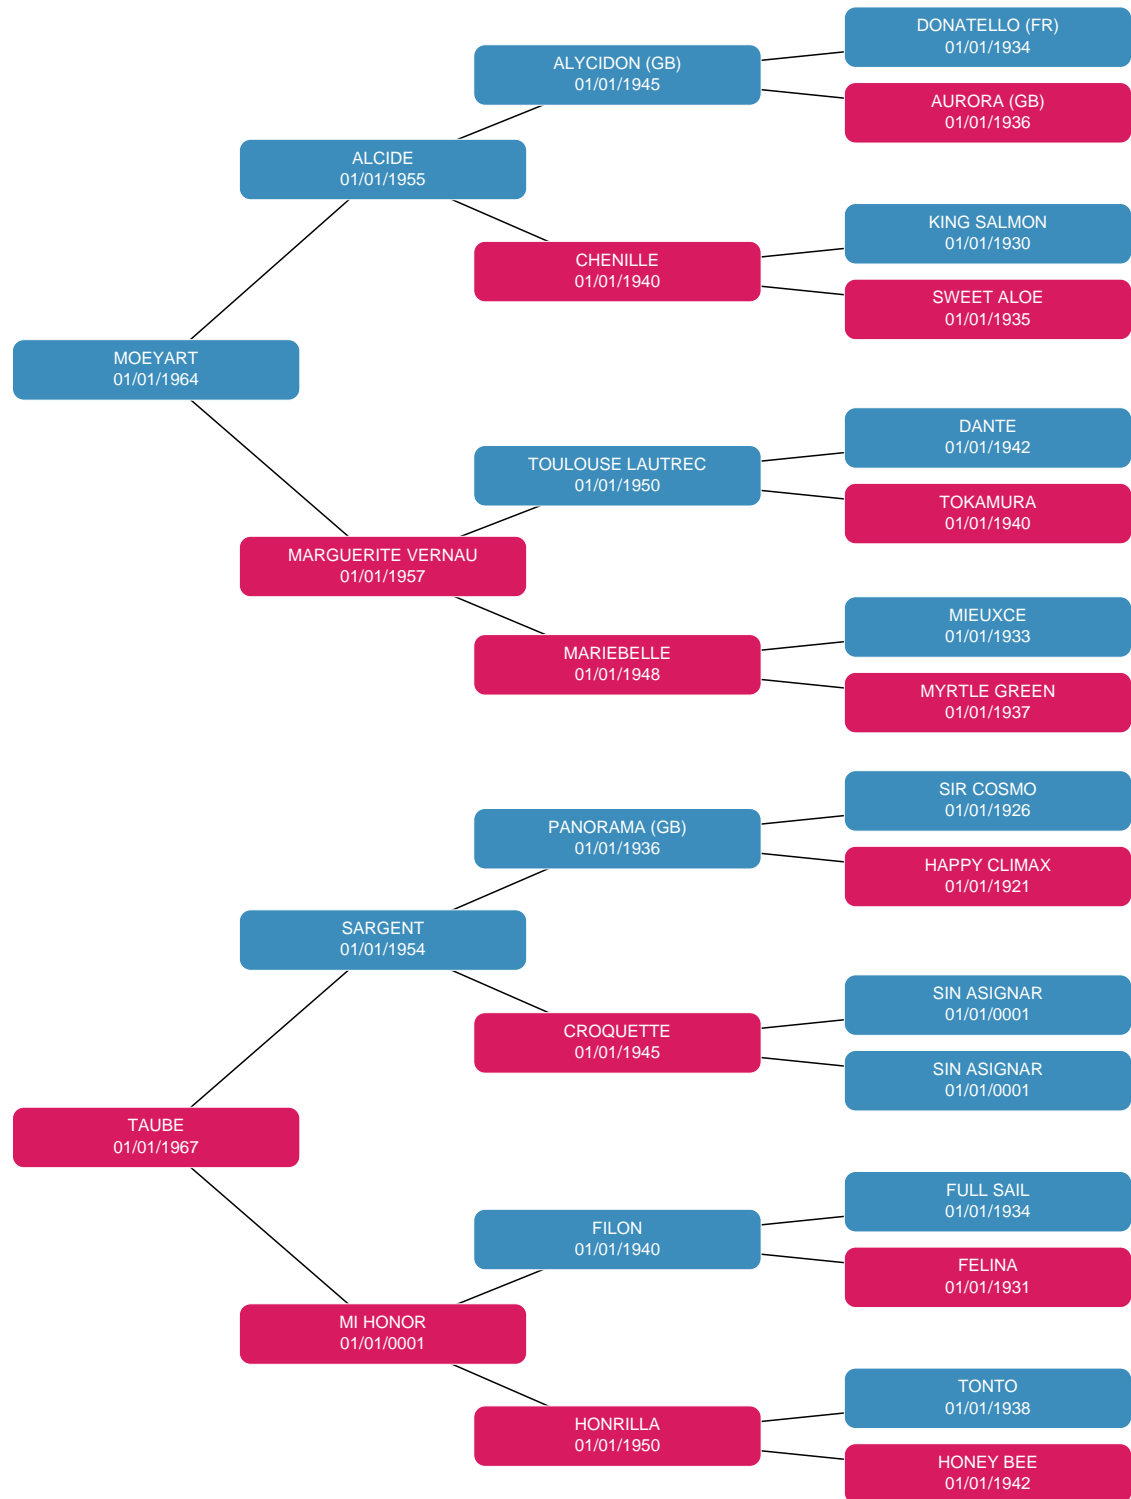 DONATELLO (FR)
01/01/1934
ALYCIDON (GB)
01/01/1945
AURORA (GB)
01/01/1936
ALCIDE
01/01/1955
KING SALMON
01/01/1930
CHENILLE
01/01/1940
SWEET ALOE
01/01/1935
MOEYART
01/01/1964
DANTE
01/01/1942
TOULOUSE LAUTREC
01/01/1950
TOKAMURA
01/01/1940
MARGUERITE VERNAU
01/01/1957
MIEUXCE
01/01/1933
MARIEBELLE
01/01/1948
MYRTLE GREEN
01/01/1937
SIR COSMO
01/01/1926
PANORAMA (GB)
01/01/1936
HAPPY CLIMAX
01/01/1921
SARGENT
01/01/1954
SIN ASIGNAR
01/01/0001
CROQUETTE
01/01/1945
SIN ASIGNAR
01/01/0001
TAUBE
01/01/1967
FULL SAIL
01/01/1934
FILON
01/01/1940
FELINA
01/01/1931
MI HONOR
01/01/0001
TONTO
01/01/1938
HONRILLA
01/01/1950
HONEY BEE
01/01/1942